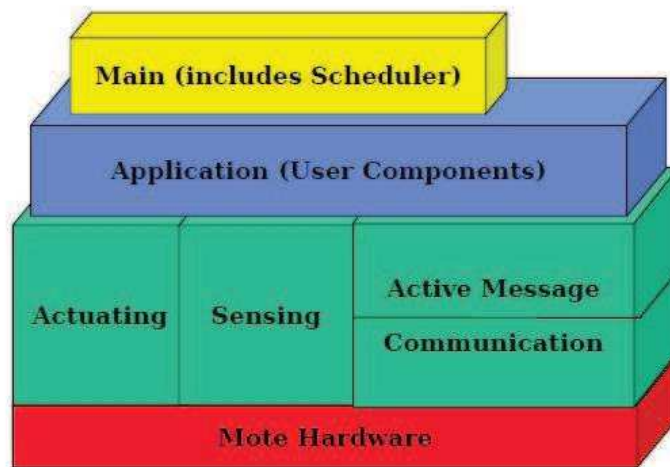 Main (includes Scheduler)
Application (User Components)
Actuating
Sensing
Active Message
Communication
Mote Hardware